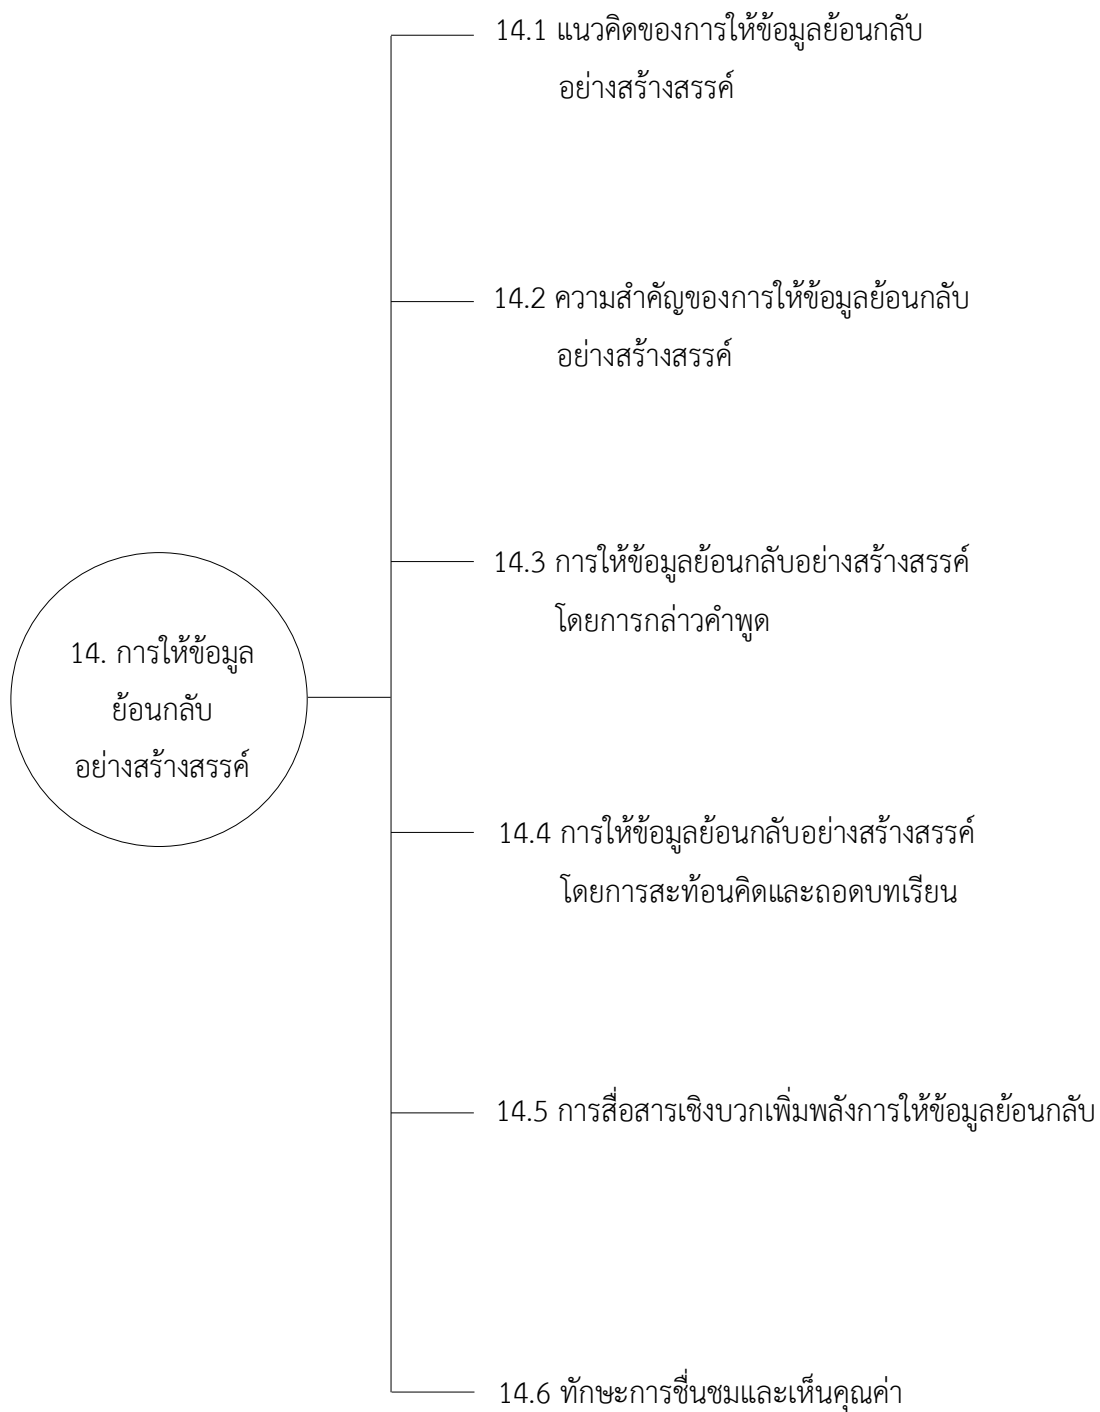 14.1 แนวคิดของการให้ข้อมูลย้อนกลับ
อย่างสร้างสรรค์
14.2 ความสำคัญของการให้ข้อมูลย้อนกลับ
อย่างสร้างสรรค์
14.3 การให้ข้อมูลย้อนกลับอย่างสร้างสรรค์
โดยการกล่าวคำพูด
14. การให้ข้อมูล
ย้อนกลับ
อย่างสร้างสรรค์
14.4 การให้ข้อมูลย้อนกลับอย่างสร้างสรรค์
โดยการสะท้อนคิดและถอดบทเรียน
14.5 การสื่อสารเชิงบวกเพิ่มพลังการให้ข้อมูลย้อนกลับ
14.6 ทักษะการชื่นชมและเห็นคุณค่า